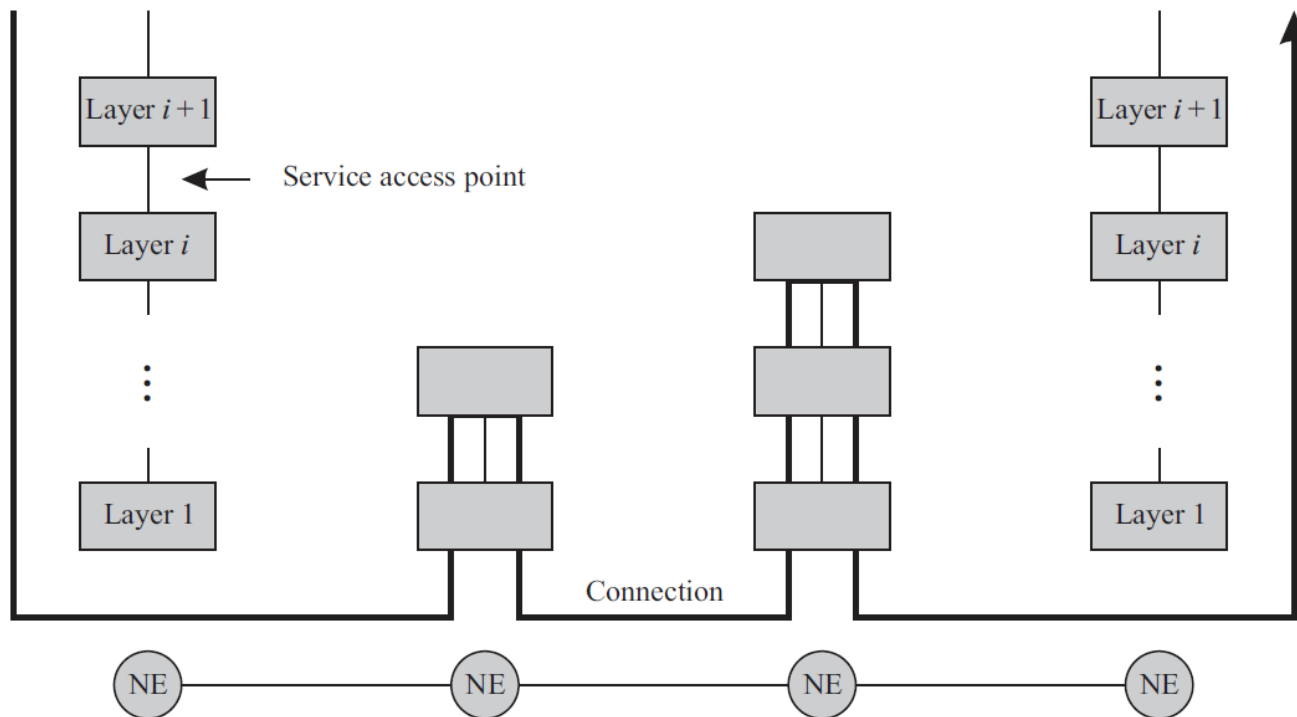 Layer i + 1
Layer i + 1
Service access point
Layer i
Layer i
Layer 1
Layer 1
Connection
NE
NE
NE
NE